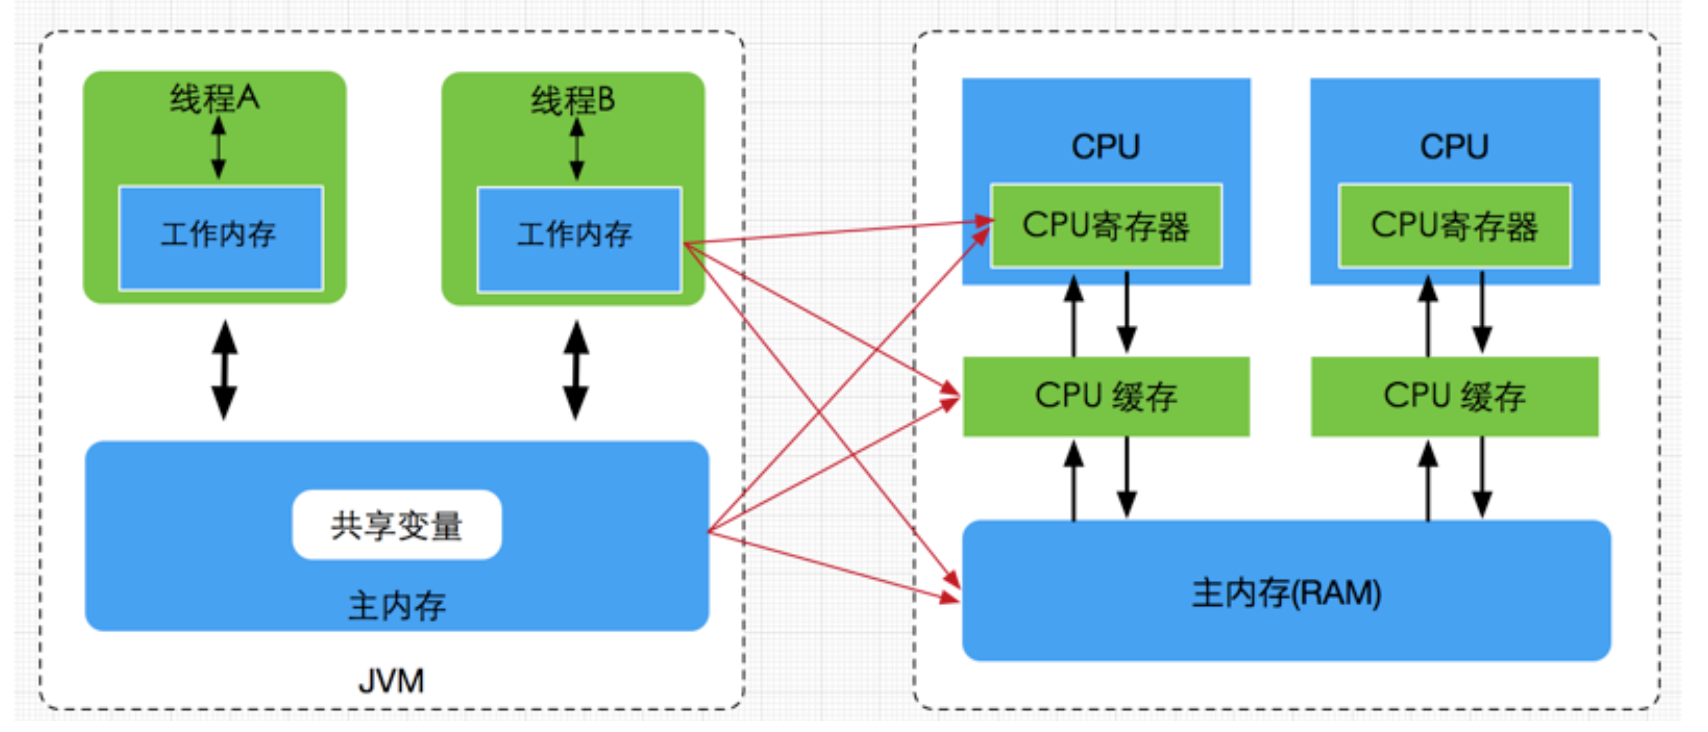 线程A
工作内存
线程B
工作内存
共享变量
主内存
JVM
CPU
CPU寄存器
CPU 缓存
CPU
CPU寄存器
CPU 缓存
主内存(RAM)